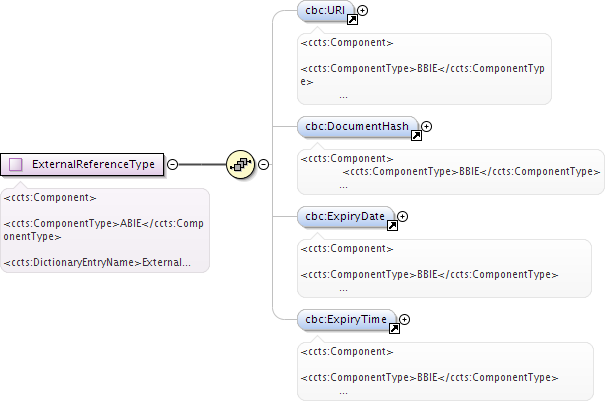 cbc:URI
<ccts:Component>
<ccts:ComponentType>BBIE</ccts:ComponentTyp
e>
...
cbc:DocumentHash
<ccts:Component>
<ccts:ComponentType>BBIE</ccts:ComponentType>
...
ExternalReferenceType
<ccts:Component>
<ccts:ComponentType>ABIE</ccts:Comp
onentType>
<ccts:DictionaryEntryName>External...
cbc:ExpiryDate
<ccts:Component>
<ccts:ComponentType>BBIE</ccts:ComponentType>
...
cbc:ExpiryTime
<ccts:Component>
<ccts:ComponentType>BBIE</ccts:ComponentType>
...